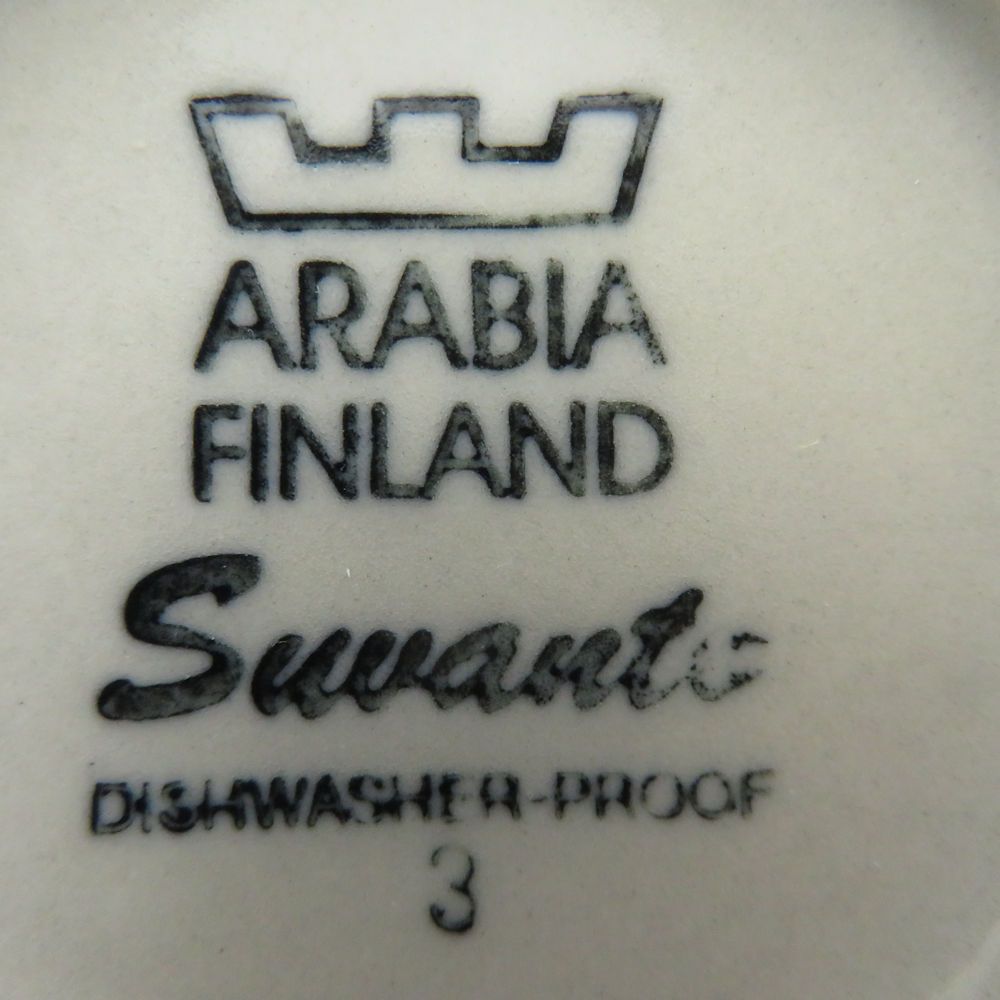 ARABIA
FINLAND
Suvanto
DISHWASHER-PROOF
3